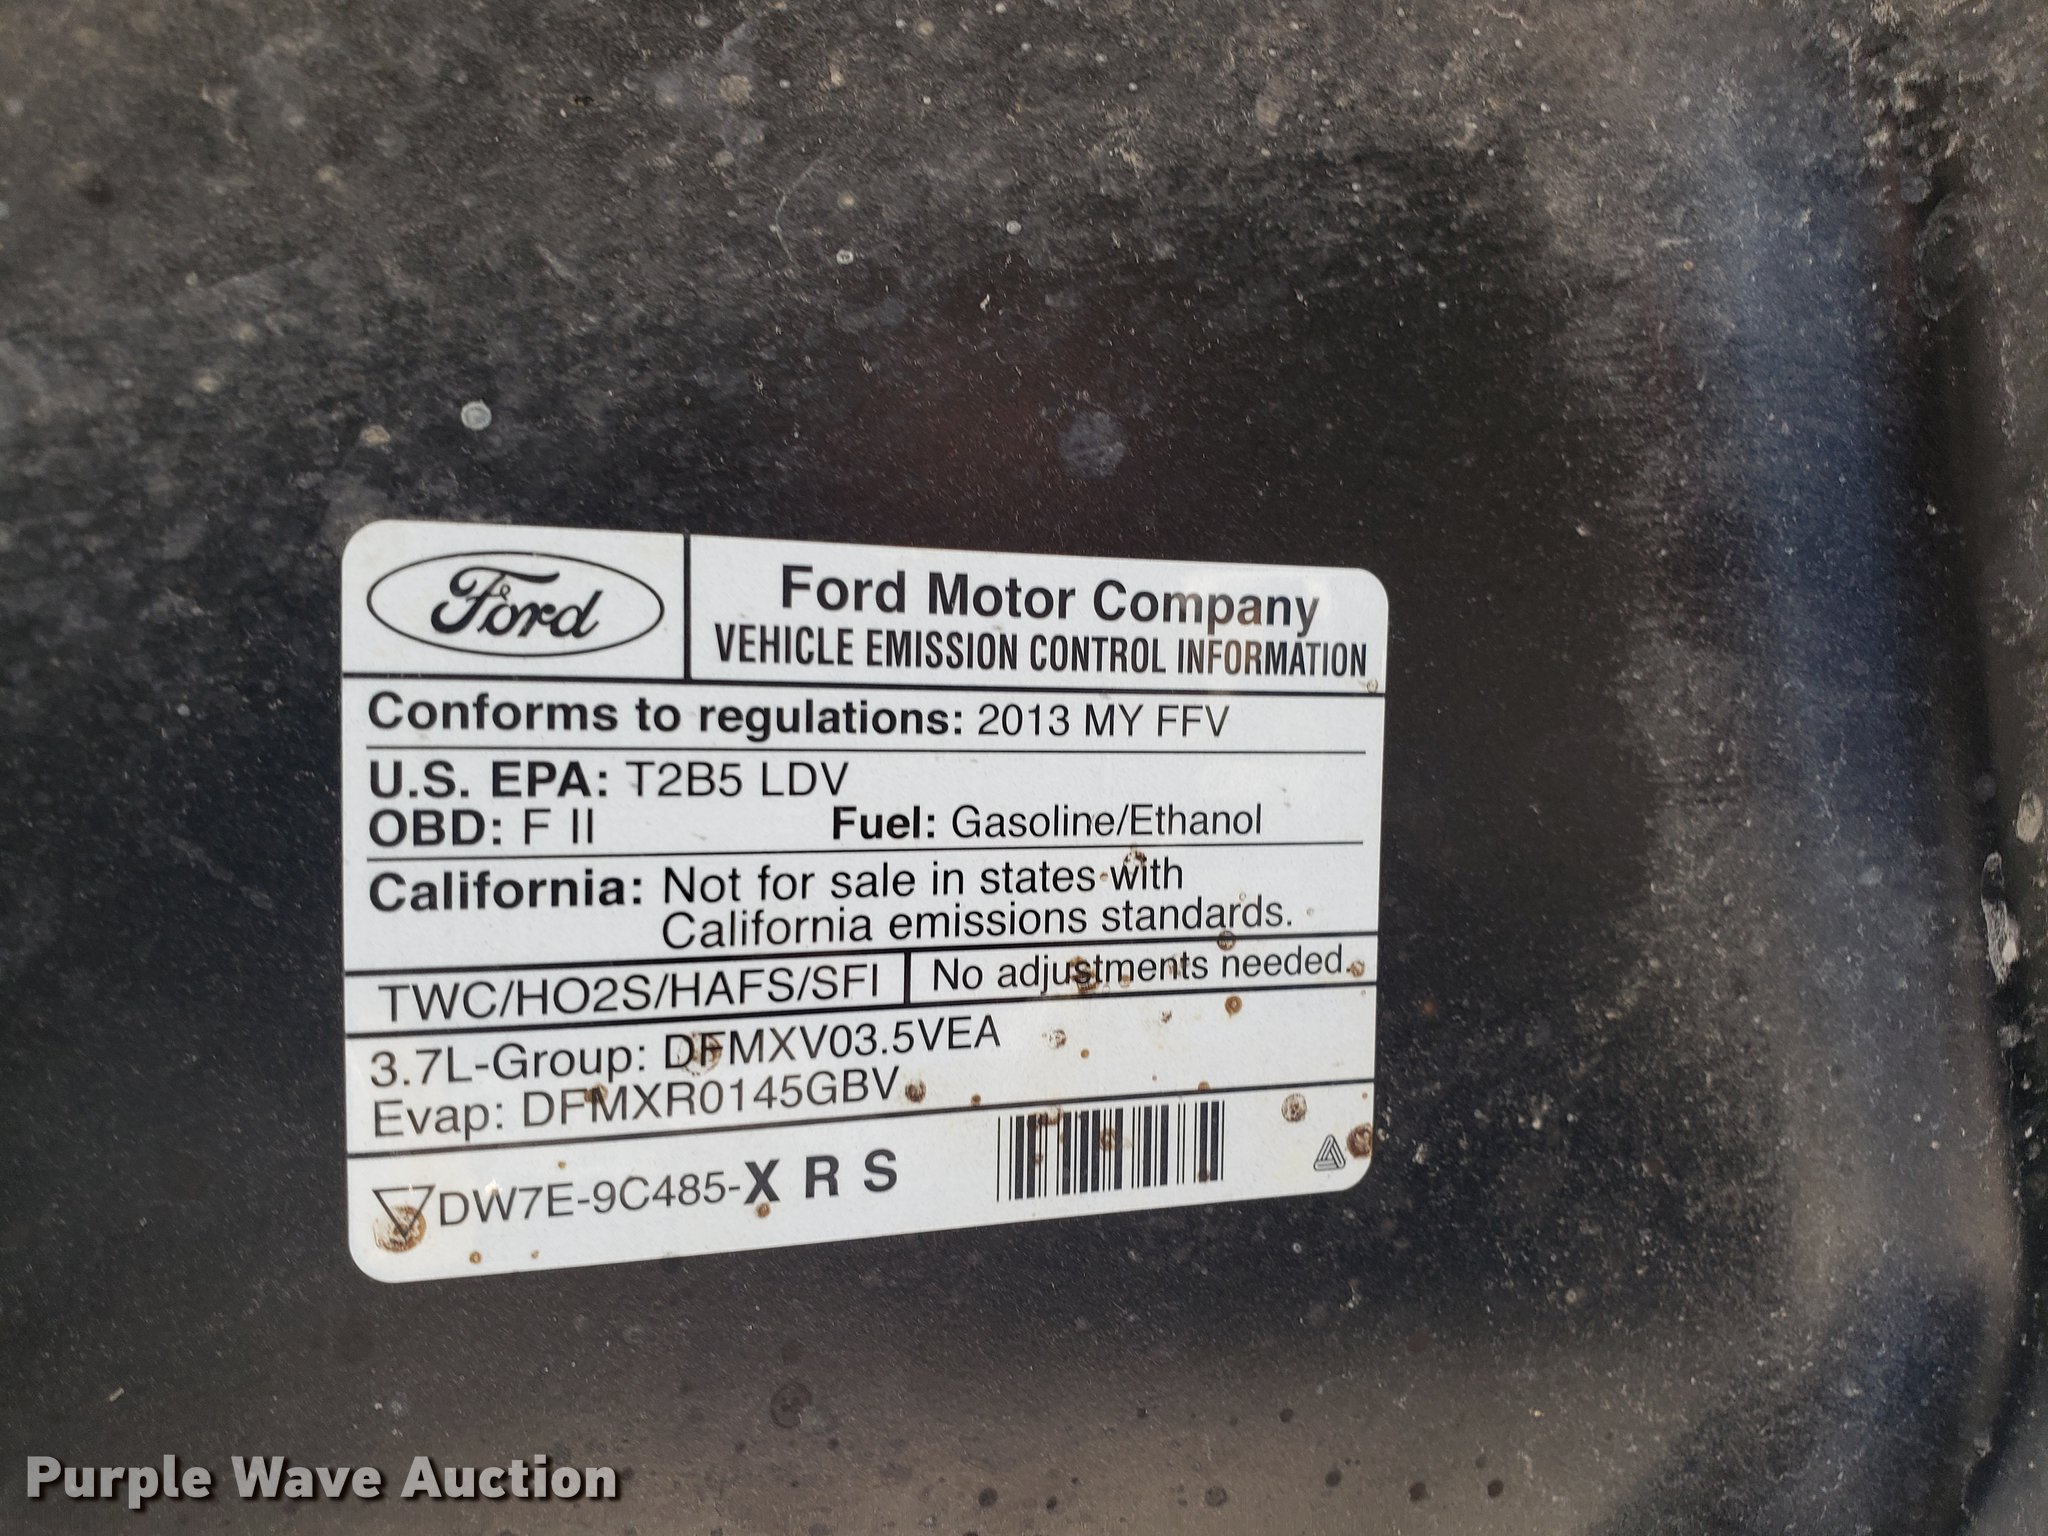 Ford
Ford Motor Company
VEHICLE EMISSION CONTROL INFORMATION
Conforms to regulations: 2013 MY FFV
U.S. EPA: T2B5 LDV
OBD: F II Fuel: Gasoline/Ethanol
California: Not for sale in states with
California emissions standards.
TWC/HO2S/HAFS/SFI No adjustments needed.
3.7L-Group: DFMXV03.5VEA
Evap: DFMXR0145GBV
DW7E-9C485-X R S
Purple Wave Auction